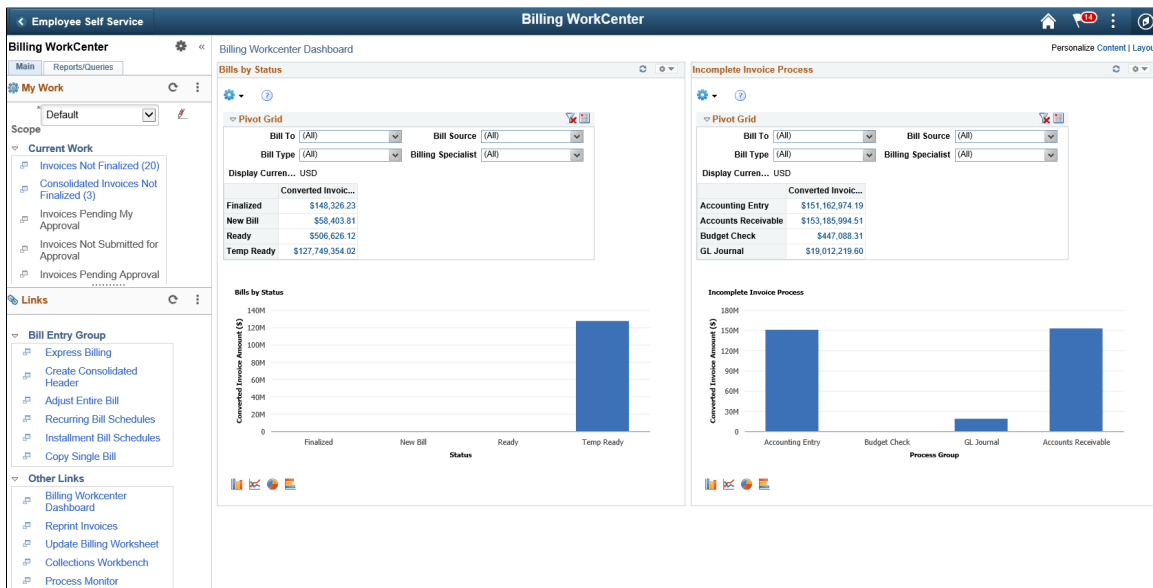 Employee Self Service
Billing WorkCenter
14
Billing WorkCenter
Main Reports/Queries
My Work
* Default
Scope
Current Work
Invoices Not Finalized (20)
Consolidated Invoices Not
Finalized (3)
Invoices Pending My
Approval
Invoices Not Submitted for
Approval
Invoices Pending Approval
Links
Bill Entry Group
Express Billing
Create Consolidated
Header
Adjust Entire Bill
Recurring Bill Schedules
Installment Bill Schedules
Copy Single Bill
Other Links
Billing Workcenter
Dashboard
Reprint Invoices
Update Billing Worksheet
Collections Workbench
Process Monitor
Billing Workcenter Dashboard
Personalize Content | Layou
Bills by Status
Pivot Grid
Bill To (All) Bill Source (All)
Bill Type (All) Billing Specialist (All)
Display Curren... USD
Converted Invoic...
Finalized $148,326.23
New Bill $58,403.81
Ready $506,626.12
Temp Ready $127,749,354.02
Bills by Status
Converted Invoice Amount ($)
140M
120M
100M
80M
60M
40M
20M
0
Finalized New Bill Ready Temp Ready
Status
Incomplete Invoice Process
Pivot Grid
Bill To (All) Bill Source (All)
Bill Type (All) Billing Specialist (All)
Display Curren... USD
Converted Invoic...
Accounting Entry $151,162,974.19
Accounts Receivable $153,185,994.51
Budget Check $447,088.31
GL Journal $19,012,219.60
Incomplete Invoice Process
Converted Invoice Amount ($)
180M
150M
120M
90M
60M
30M
0
Accounting Entry Budget Check GL Journal Accounts Receivable
Process Group